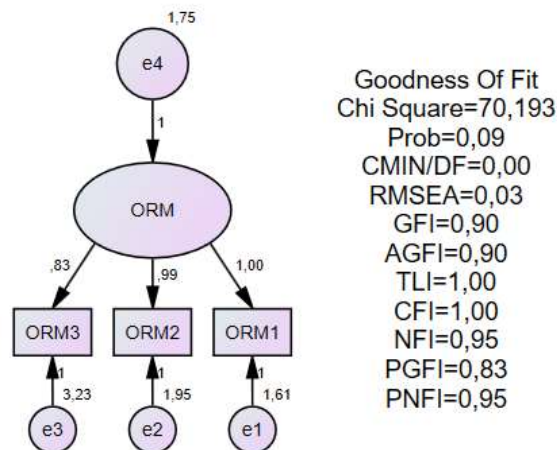 1,75
e4
1
ORM
,83
,99
1,00
ORM3
ORM2
ORM1
1
1
1
3,23
1,95
1,61
e3
e2
e1
Goodness Of Fit
Chi Square=70,193
Prob=0,09
CMIN/DF=0,00
RMSEA=0,03
GFI=0,90
AGFI=0,90
TLI=1,00
CFI=1,00
NFI=0,95
PGFI=0,83
PNFI=0,95